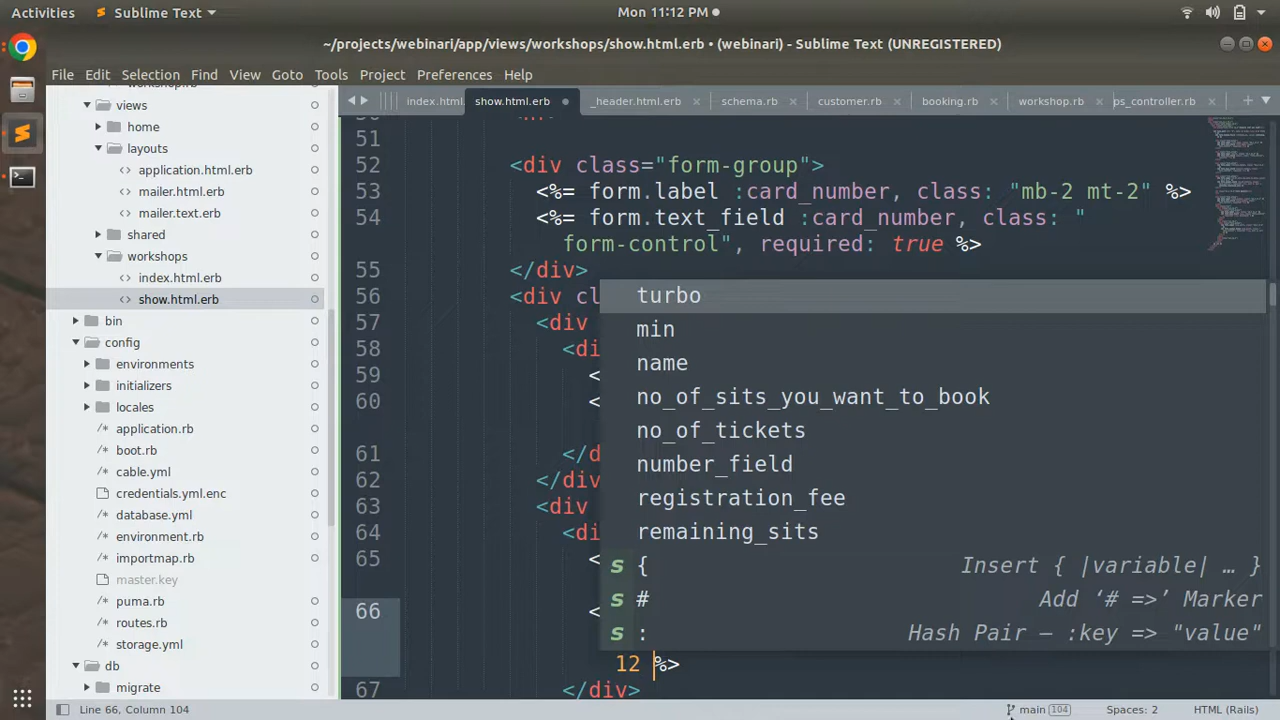 Activities
Sublime Text
Mon 11:12 PM
~/projects/webinari/app/views/workshops/show.html.erb • (webinari) - Sublime Text (UNREGISTERED)
File Edit Selection Find View Goto Tools Project Preferences Help
index.html. show.html.erb _header.html.erb schema.rb customer.rb booking.rb workshop.rb ps_controller.rb
views
home
layouts
application.html.erb
mailer.html.erb
mailer.text.erb
shared
workshops
index.html.erb
show.html.erb
bin
config
environments
initializers
locales
application.rb
boot.rb
cable.yml
credentials.yml.enc
database.yml
environment.rb
importmap.rb
master.key
puma.rb
routes.rb
storage.yml
db
migrate
51
52 <div class="form-group">
53 <%= form.label :card_number, class: "mb-2 mt-2" %>
54 <%= form.text_field :card_number, class: "
form-control", required: true %>
55 </div>
56 <div cl
57 <div
58 <di
59 <
60 <
61 </d
62 </div
63 <div
64 <di
65 <
66 <
12 %>
67 </div>
turbo
min
name
no_of_sits_you_want_to_book
no_of_tickets
number_field
registration_fee
remaining_sits
s { Insert { |variable| … }
s # Add ‘# =>’ Marker
s : Hash Pair — :key => "value"
Line 66, Column 104
main 104
Spaces: 2
HTML (Rails)